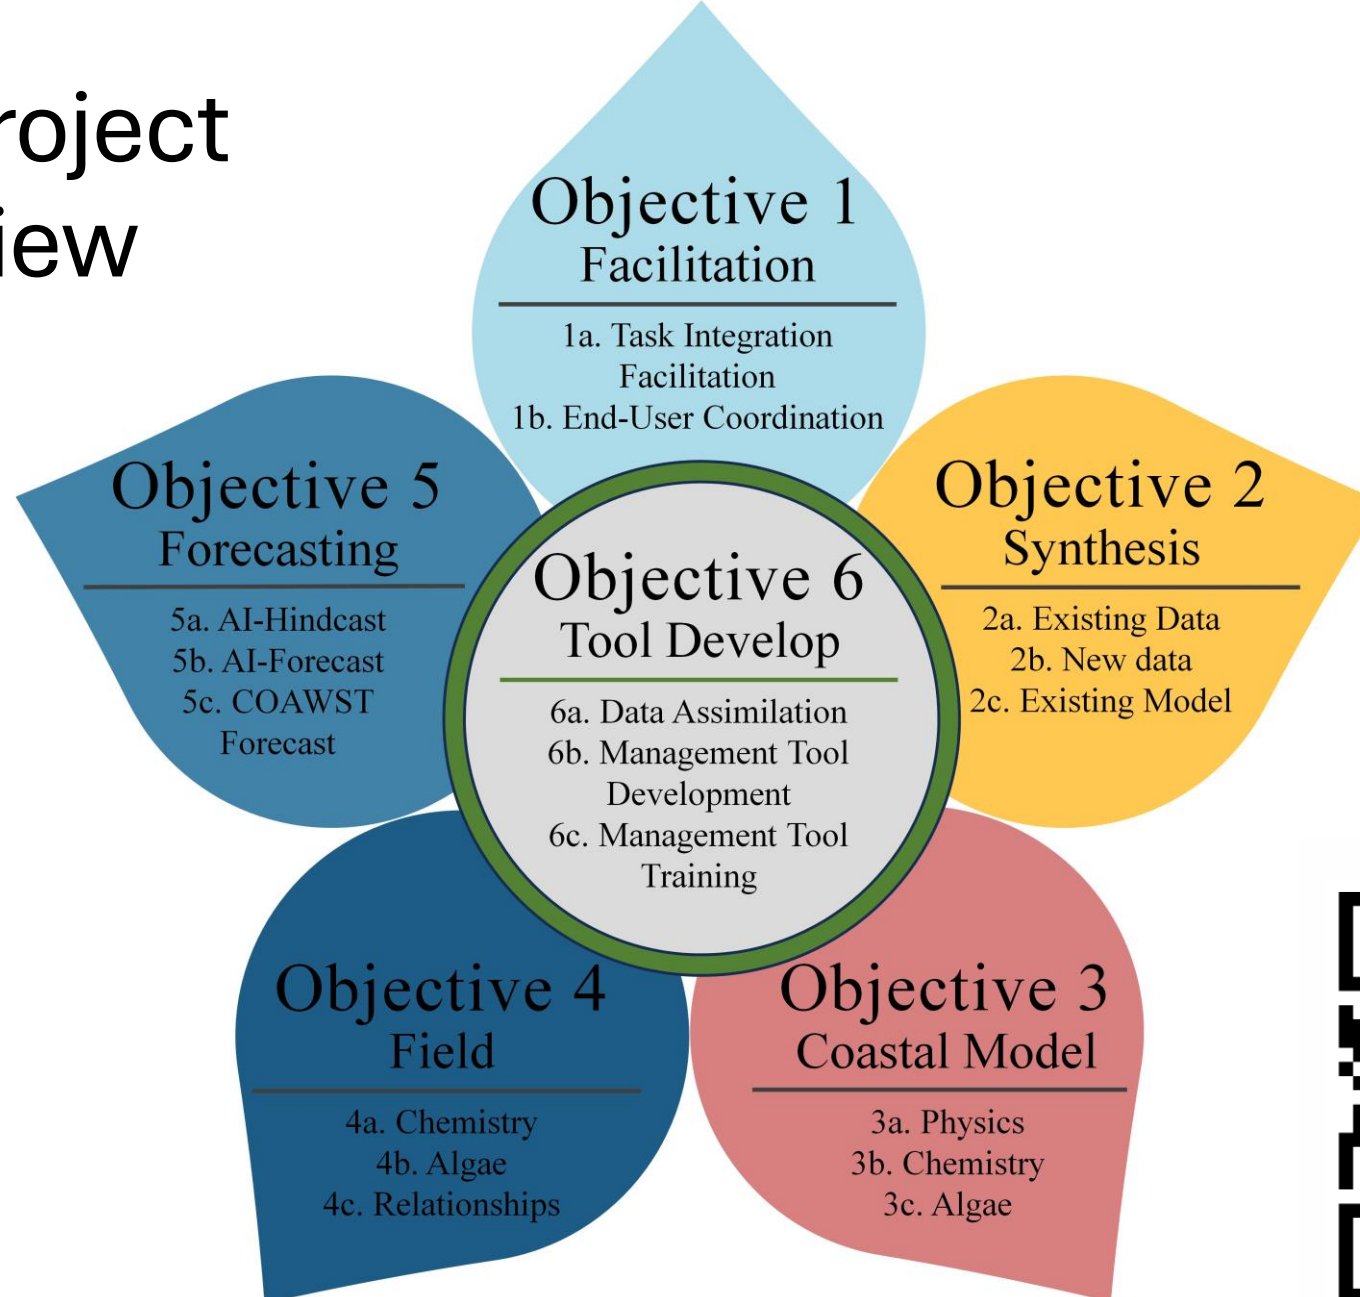 roject
iew
Objective 1
Facilitation
1a. Task Integration
Facilitation
1b. End-User Coordination
Objective 2
Synthesis
2a. Existing Data
2b. New data
2c. Existing Model
Objective 3
Coastal Model
3a. Physics
3b. Chemistry
3c. Algae
Objective 4
Field
4a. Chemistry
4b. Algae
4c. Relationships
Objective 5
Forecasting
5a. AI-Hindcast
5b. AI-Forecast
5c. COAWST
Forecast
Objective 6
Tool Develop
6a. Data Assimilation
6b. Management Tool
Development
6c. Management Tool
Training